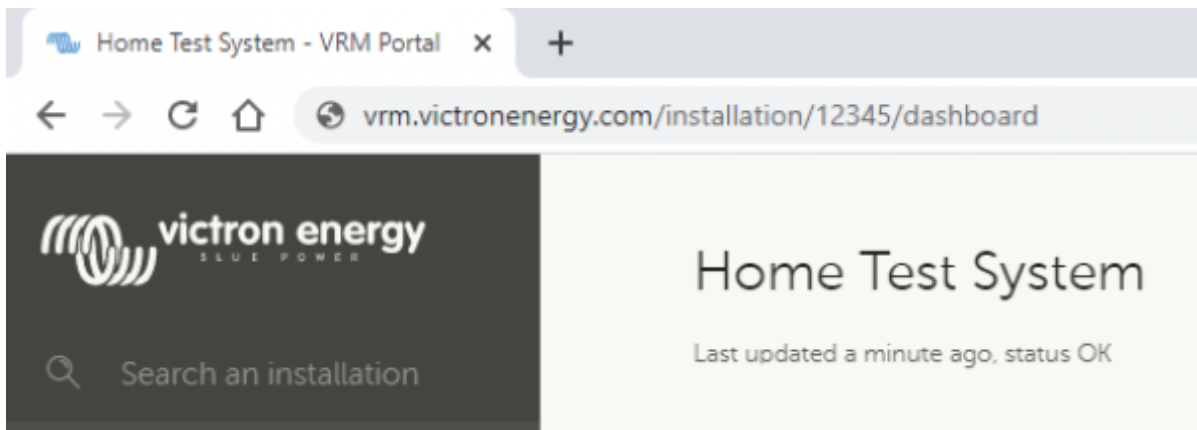 Home Test System - VRM Portal
vrm.victronenergy.com/installation/12345/dashboard
victron energy
BLUE POWER
Home Test System
Last updated a minute ago, status OK
Search an installation